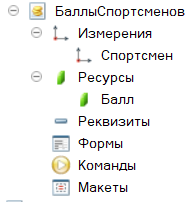 БаллыСпортсменов
Измерения
Спортсмен
Ресурсы
Балл
Реквизиты
Формы
Команды
Макеты